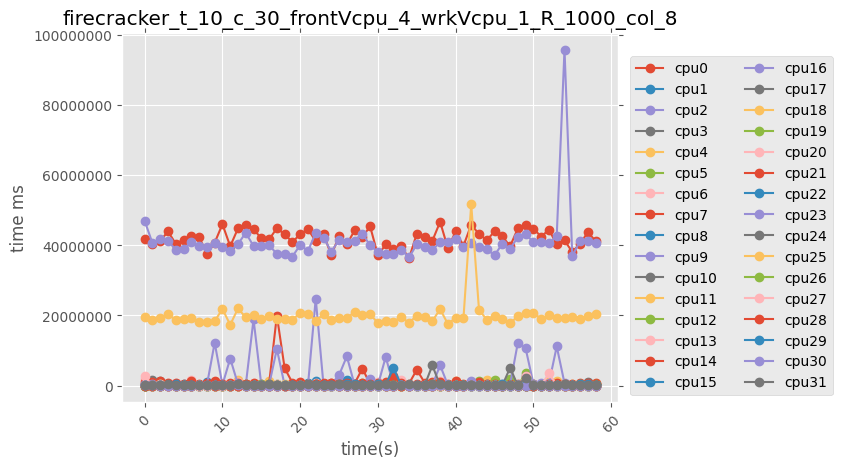 firecracker_t_10_c_30_frontVcpu_4_wrkVcpu_1_R_1000_col_8
time ms
100000000
80000000
60000000
40000000
20000000
0
0 10 20 30 40 50 60
time(s)
cpu0 cpu16
cpu1 cpu17
cpu2 cpu18
cpu3 cpu19
cpu4 cpu20
cpu5 cpu21
cpu6 cpu22
cpu7 cpu23
cpu8 cpu24
cpu9 cpu25
cpu10 cpu26
cpu11 cpu27
cpu12 cpu28
cpu13 cpu29
cpu14 cpu30
cpu15 cpu31